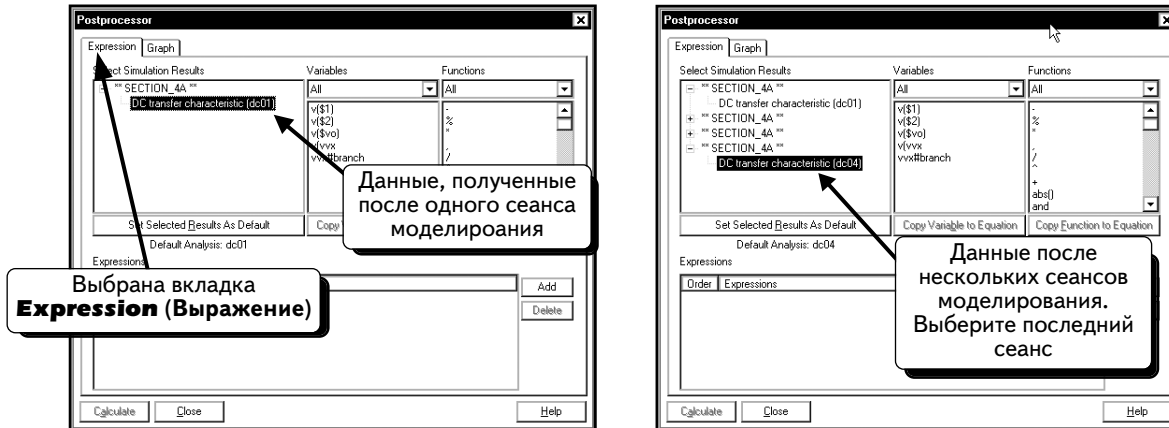 Postprocessor
Expression Graph
Select Simulation Results Variables Functions
** SECTION_4A ** All All
DC transfer characteristic (dc01)
v($1) -
v($2) %
v($vo) *
v(vvx ,
vvx#branch /
Данные, полученные
после одного сеанса
моделироания
Set Selected Results As Default Copy
Default Analysis: dc01
Expressions
Выбрана вкладка
Expression (Выражение)
Add
Delete
Calculate Close Help
Postprocessor
Expression Graph
Select Simulation Results Variables Functions
** SECTION_4A ** All All
DC transfer characteristic (dc01)
** SECTION_4A **
** SECTION_4A **
** SECTION_4A **
DC transfer characteristic (dc04)
v($1) -
v($2) %
v($vo) *
v(vvx ,
vvx#branch /
^
+
abs()
and
Set Selected Results As Default Copy Variable to Equation Copy Function to Equation
Default Analysis: dc04
Expressions
Order Expressions
Данные после
нескольких сеансов
моделирования.
Выберите последний
сеанс
Calculate Close Help